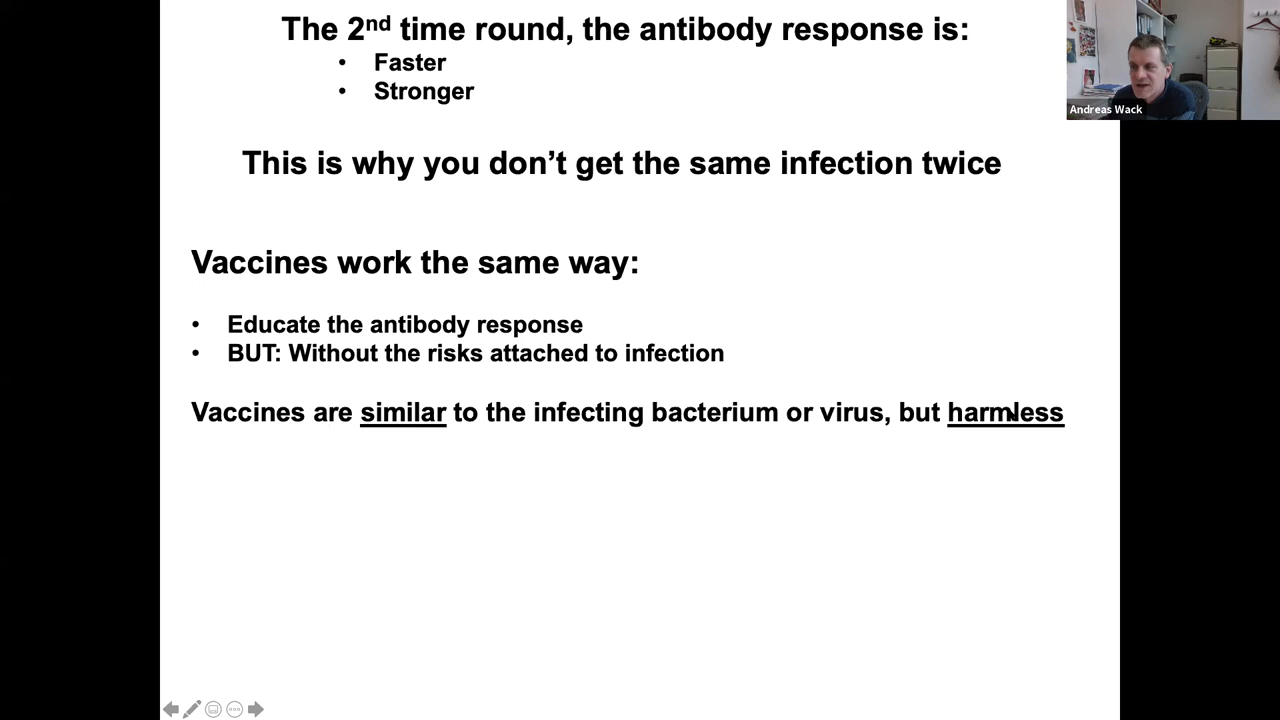 The 2nd time round, the antibody response is:
• Faster
• Stronger
Andreas Wack
This is why you don’t get the same infection twice
Vaccines work the same way:
• Educate the antibody response
• BUT: Without the risks attached to infection
Vaccines are similar to the infecting bacterium or virus, but harmless